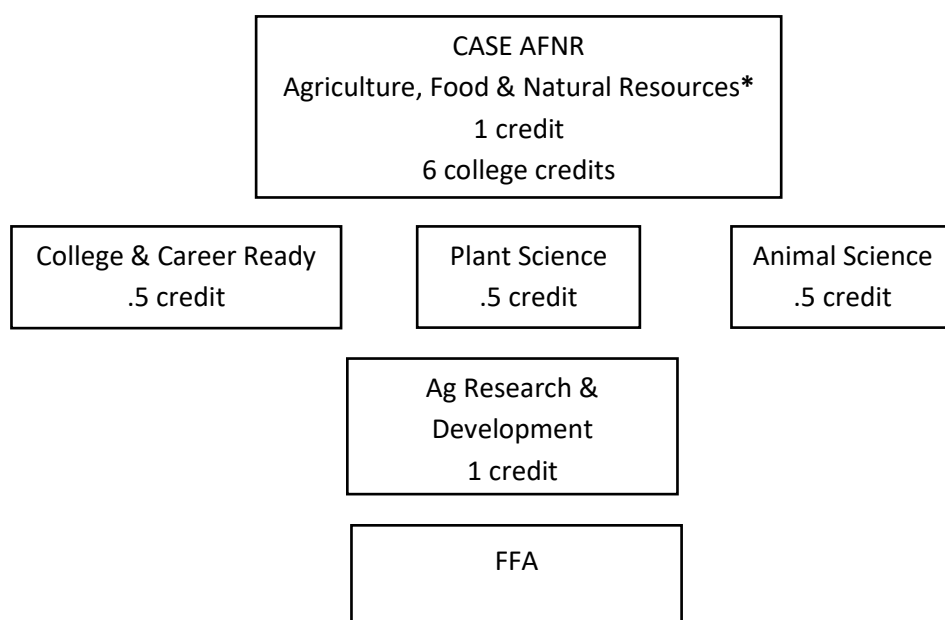 CASE AFNR
Agriculture, Food & Natural Resources*
1 credit
6 college credits
College & Career Ready
.5 credit
Plant Science
.5 credit
Animal Science
.5 credit
Ag Research &
Development
1 credit
FFA